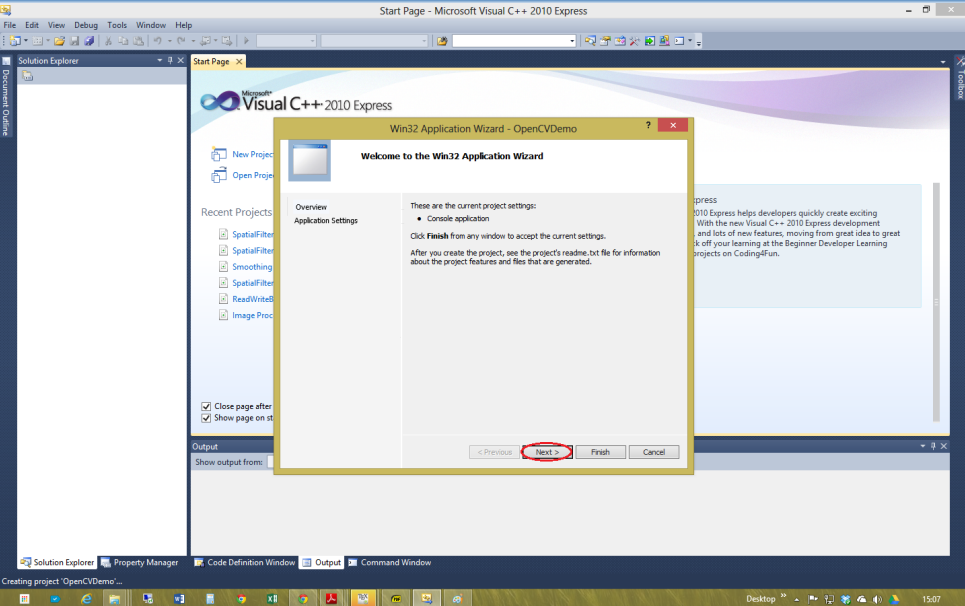 Start Page - Microsoft Visual C++ 2010 Express
File Edit View Debug Tools Window Help
Solution Explorer
Start Page
Document Outline
Toolbox
Microsoft
Visual C++ 2010 Express
Win32 Application Wizard - OpenCVDemo
Welcome to the Win32 Application Wizard
New Projec
Open Proje
Recent Projects
SpatialFilter
SpatialFilter
Smoothing
SpatialFilter
ReadWriteB
Image Proc
Close page after
Show page on st
Overview
Application Settings
These are the current project settings:
• Console application
Click Finish from any window to accept the current settings.
After you create the project, see the project's readme.txt file for information
about the project features and files that are generated.
xpress
2010 Express helps developers quickly create exciting
With the new Visual C++ 2010 Express development
, and lots of new features, moving from great idea to great
ck off your learning at the Beginner Developer Learning
projects on Coding4Fun.
< Previous
Next >
Finish
Cancel
Output
Show output from:
Solution Explorer
Property Manager
Code Definition Window
Output
Command Window
Creating project 'OpenCVDemo'...
Desktop
15:07